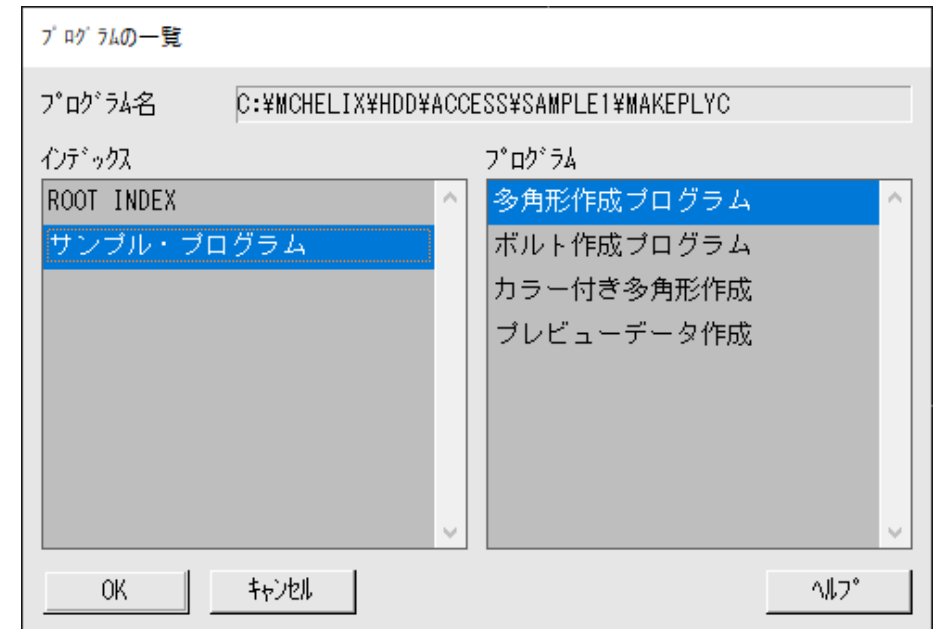 ﾌﾟﾛｸﾞﾗﾑの一覧
ﾌﾟﾛｸﾞﾗﾑ名 C:¥MCHELIX¥HDD¥ACCESS¥SAMPLE1¥MAKEPLYC
ｲﾝﾃﾞｯｸｽ
ROOT INDEX
サンプル・プログラム
ﾌﾟﾛｸﾞﾗﾑ
多角形作成プログラム
ボルト作成プログラム
カラー付き多角形作成
プレビューデータ作成
OK ｷｬﾝｾﾙ ﾍﾙﾌﾟ